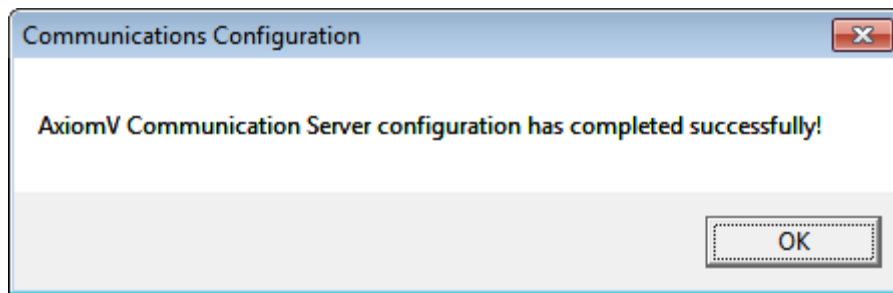 Communications Configuration
AxiomV Communication Server configuration has completed successfully!
OK